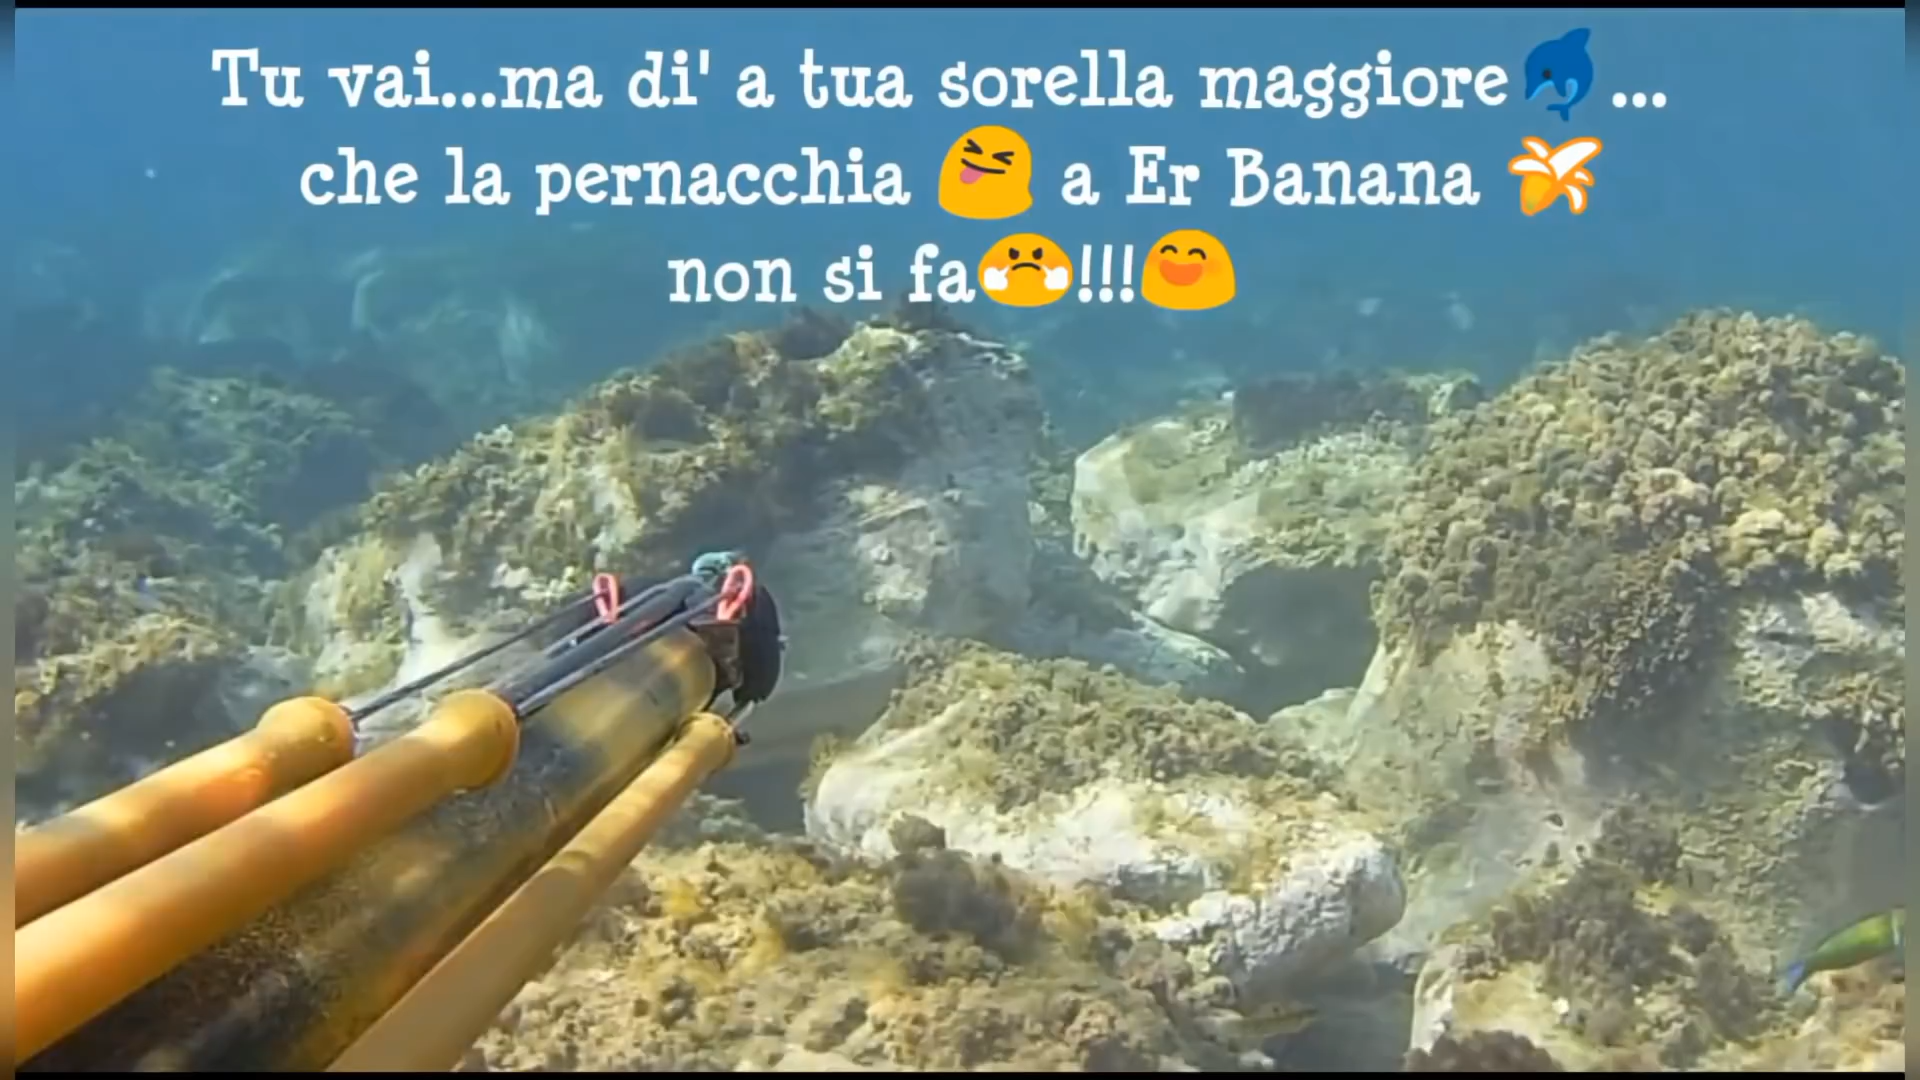 Tu vai...ma di' a tua sorella maggiore🐬...
che la pernacchia 😝 a Er Banana 🍌
non si fa😤!!!😄